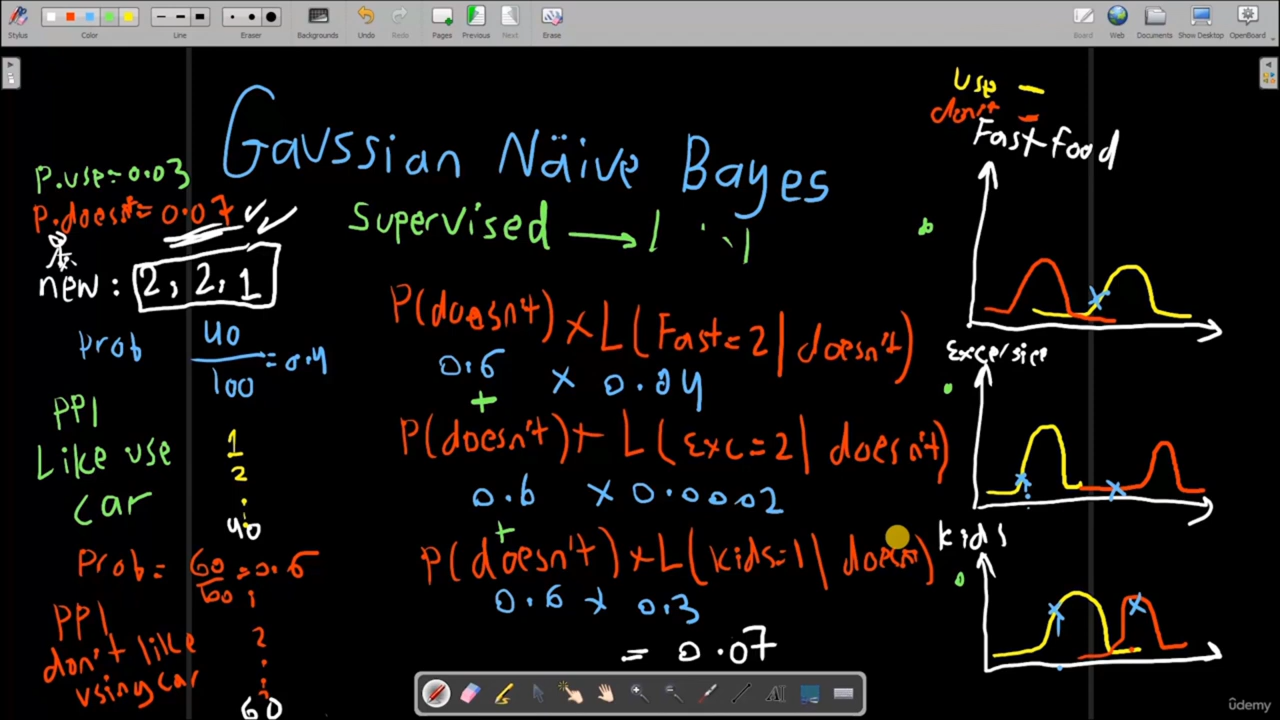 Stylus
Color
Line
Eraser
Backgrounds
Undo
Redo
Pages
Previous
Next
Erase
Board
Web
Documents
Show Desktop
OpenBoard
Gaussian Näive Bayes
Supervised →
P.use=0.03
P.doesn't=0.07
new: 2, 2, 1
Prob 40/100 = 0.4
PPl
Like use
car
1
2
40
Prob = 60/100 = 0.6
PPl
don't like
using car
1
2
60
P(doesn't) × L(Fast=2 | doesn't)
0.6 × 0.04
+
P(doesn't) × L(Exc=2 | doesn't)
0.6 × 0.0002
+
P(doesn't) × L(kids=1 | doesn't)
0.6 × 0.3
= 0.07
Use
don't
Fast food
Excersice
kids
ûdemy